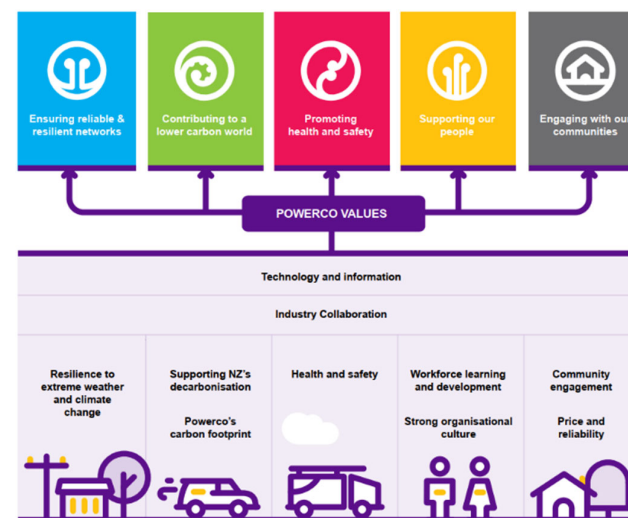 Ensuring reliable &
resilient networks
Contributing to a
lower carbon world
Promoting
health and safety
Supporting our
people
Engaging with our
communities
POWERCO VALUES
Technology and information
Industry Collaboration
Resilience to
extreme weather
and climate
change
Supporting NZ's
decarbonisation
Powerco's
carbon footprint
Health and safety
Workforce learning
and development
Strong organisational
culture
Community
engagement
Price and
reliability